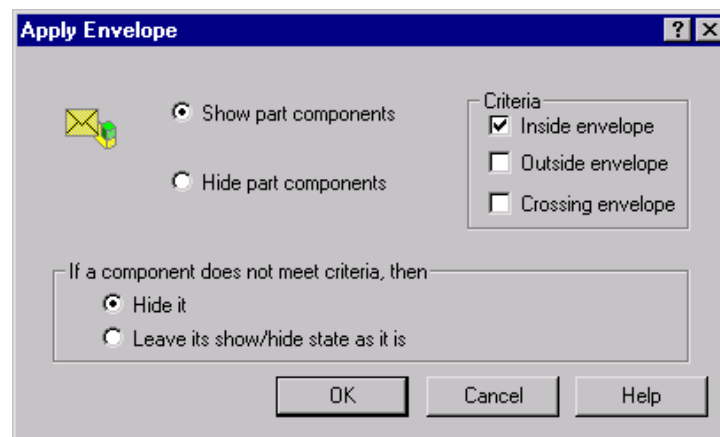 Apply Envelope
Show part components
Hide part components
Criteria
Inside envelope
Outside envelope
Crossing envelope
If a component does not meet criteria, then
Hide it
Leave its show/hide state as it is
OK
Cancel
Help